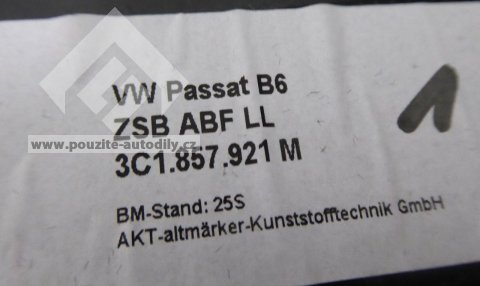 VW Passat B6
ZSB ABF LL
www.pouzite-autodily.cz
3C1.857.921 M
BM-Stand: 25S
AKT-altmärker-Kunststofftechnik GmbH
1